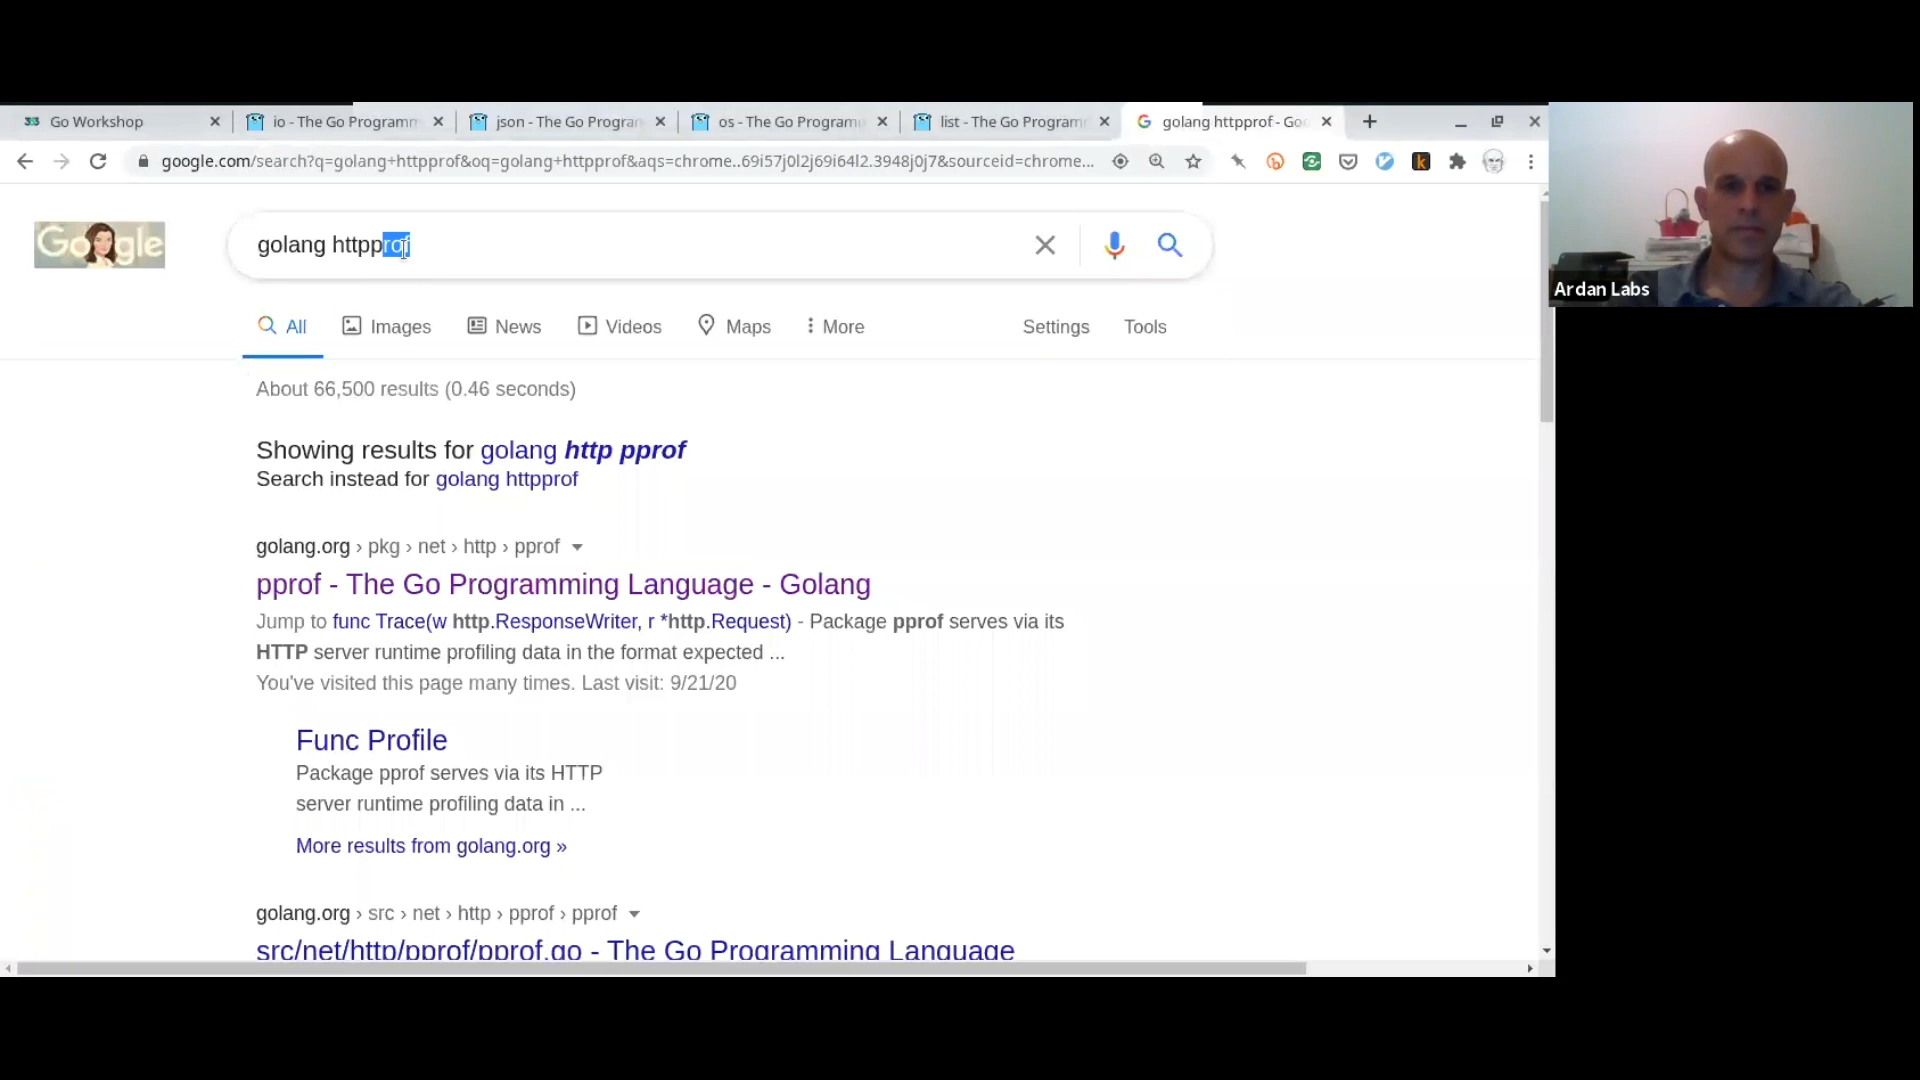 Go Workshop
io - The Go Programm
json - The Go Program
os - The Go Programm
list - The Go Programm
golang httpprof - Go
google.com/search?q=golang+httpprof&oq=golang+httpprof&aqs=chrome..69i57j0l2j69i64l2.3948j0j7&sourceid=chrome...
Google
golang httpprof
All
Images
News
Videos
Maps
More
Settings
Tools
Ardan Labs
About 66,500 results (0.46 seconds)
Showing results for golang http pprof
Search instead for golang httpprof
golang.org › pkg › net › http › pprof
pprof - The Go Programming Language - Golang
Jump to func Trace(w http.ResponseWriter, r *http.Request) - Package pprof serves via its
HTTP server runtime profiling data in the format expected ...
You've visited this page many times. Last visit: 9/21/20
Func Profile
Package pprof serves via its HTTP
server runtime profiling data in ...
More results from golang.org »
golang.org › src › net › http › pprof › pprof
src/net/http/pprof/pprof.go - The Go Programming Language